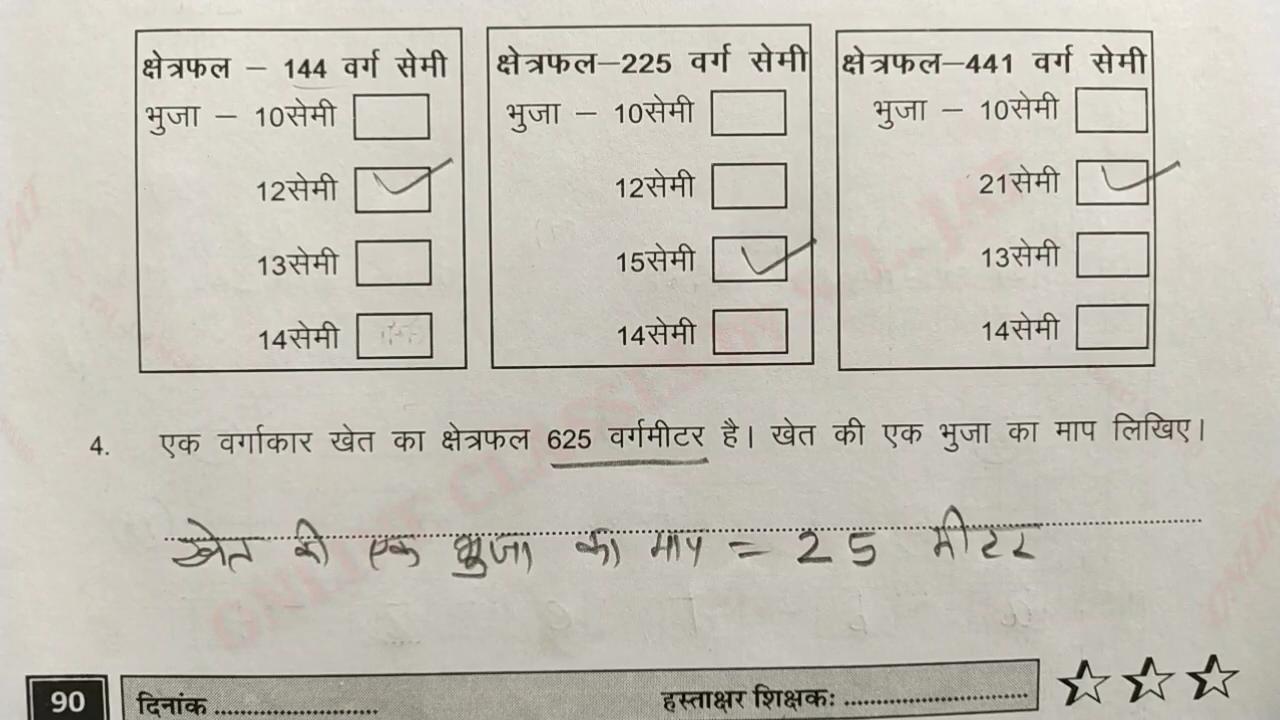 क्षेत्रफल – 144 वर्ग सेमी
भुजा – 10सेमी
12सेमी
13सेमी
14सेमी
क्षेत्रफल–225 वर्ग सेमी
भुजा – 10सेमी
12सेमी
15सेमी
14सेमी
क्षेत्रफल–441 वर्ग सेमी
भुजा – 10सेमी
21सेमी
13सेमी
14सेमी
4. एक वर्गाकार खेत का क्षेत्रफल 625 वर्गमीटर है। खेत की एक भुजा का माप लिखिए।
खेत की एक भुजा का माप = 25 मीटर
90 दिनांक ........................ हस्ताक्षर शिक्षक: ...........................